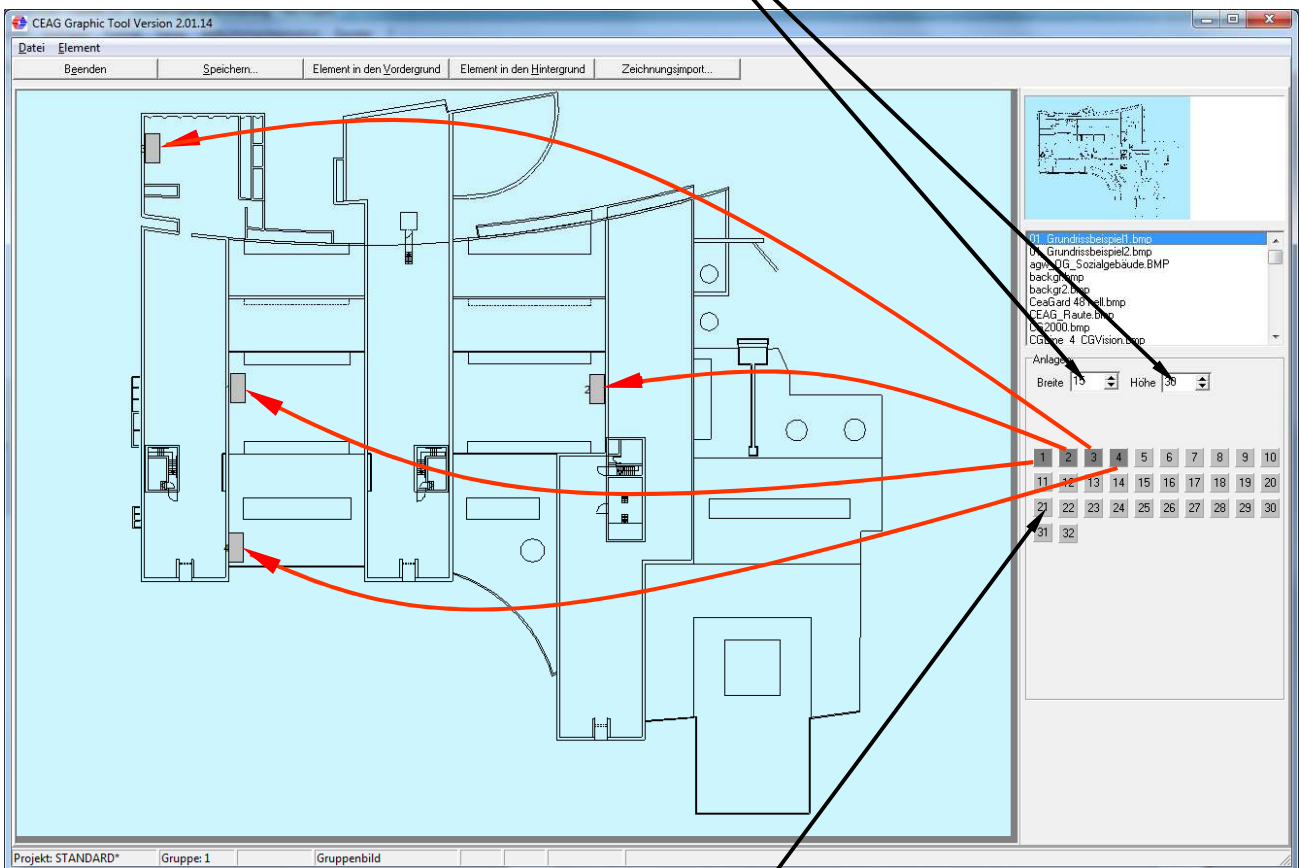 CEAG Graphic Tool Version 2.01.14
Datei Element
Beenden Speichern... Element in den Vordergrund Element in den Hintergrund Zeichnungsimport...
01_Grundrissbeispiel1.bmp
01_Grundrissbeispiel2.bmp
agw_OG_Sozialgebäude.BMP
backgr.bmp
backgr2.bmp
CeaGard 48 hell.bmp
CEAG_Raute.bmp
CG2000.bmp
CGLine_4_CGVision.bmp
Anlagen
Breite 15 Höhe 30
1 2 3 4 5 6 7 8 9 10
11 12 13 14 15 16 17 18 19 20
21 22 23 24 25 26 27 28 29 30
31 32
3
2
4
Projekt: STANDARD* Gruppe: 1 Gruppenbild